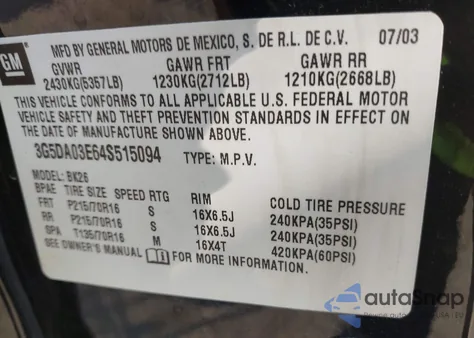 GM
MFD BY GENERAL MOTORS DE MEXICO, S. DE R.L. DE C.V. 07/03
GVWR GAWR FRT GAWR RR
2430KG(5357LB) 1230KG(2712LB) 1210KG(2668LB)
THIS VEHICLE CONFORMS TO ALL APPLICABLE U.S. FEDERAL MOTOR
VEHICLE SAFETY AND THEFT PREVENTION STANDARDS IN EFFECT ON
THE DATE OF MANUFACTURE SHOWN ABOVE.
3G5DA03E64S515094 TYPE: M.P.V.
MODEL: BK26
BPAE TIRE SIZE SPEED RTG RIM COLD TIRE PRESSURE
FRT P215/70R16 S 16X6.5J 240KPA(35PSI)
RR P215/70R16 S 16X6.5J 240KPA(35PSI)
SPA T135/70R16 M 16X4T 420KPA(60PSI)
SEE OWNER'S MANUAL FOR MORE INFORMATION.
autoSnap